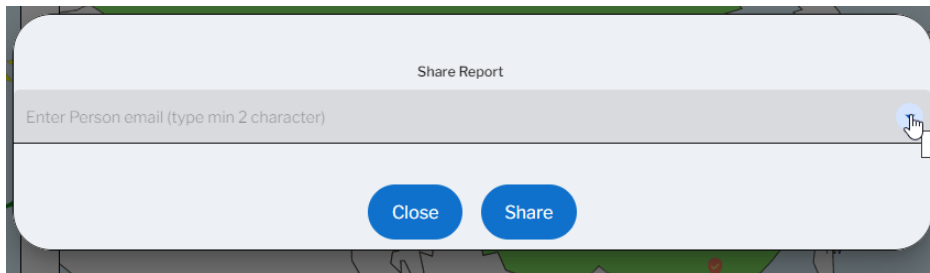 Share Report
Enter Person email (type min 2 character)
Close
Share